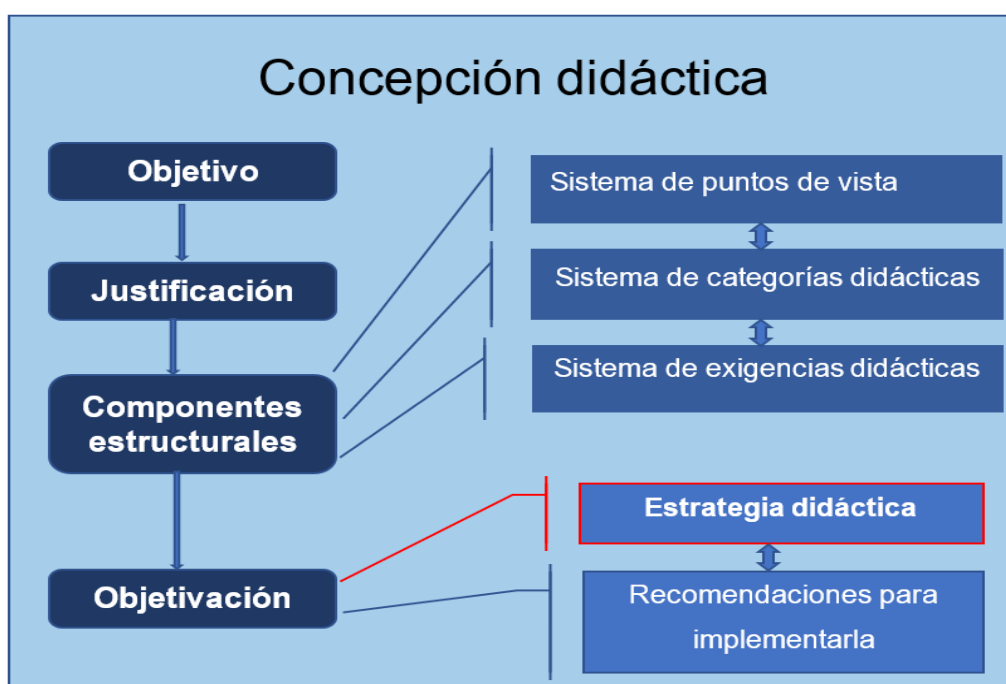 Concepción didáctica
Objetivo
Justificación
Componentes
estructurales
Objetivación
Sistema de puntos de vista
Sistema de categorías didácticas
Sistema de exigencias didácticas
Estrategia didáctica
Recomendaciones para
implementarla